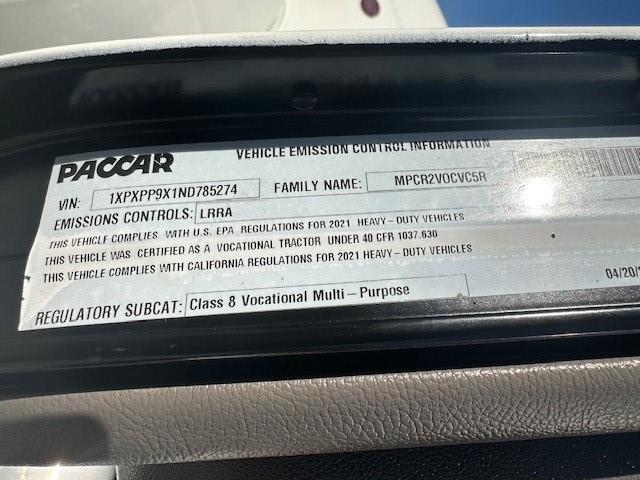 PACCAR
VEHICLE EMISSION CONTROL INFORMATION
VIN: 1XPXPP9X1ND785274 FAMILY NAME: MPCR2VOCVC5R
EMISSIONS CONTROLS: LRRA
THIS VEHICLE COMPLIES WITH U.S. EPA REGULATIONS FOR 2021 HEAVY-DUTY VEHICLES
THIS VEHICLE WAS CERTIFIED AS A VOCATIONAL TRACTOR UNDER 40 CFR 1037.630
THIS VEHICLE COMPLIES WITH CALIFORNIA REGULATIONS FOR 2021 HEAVY-DUTY VEHICLES
04/20/
REGULATORY SUBCAT: Class 8 Vocational Multi-Purpose